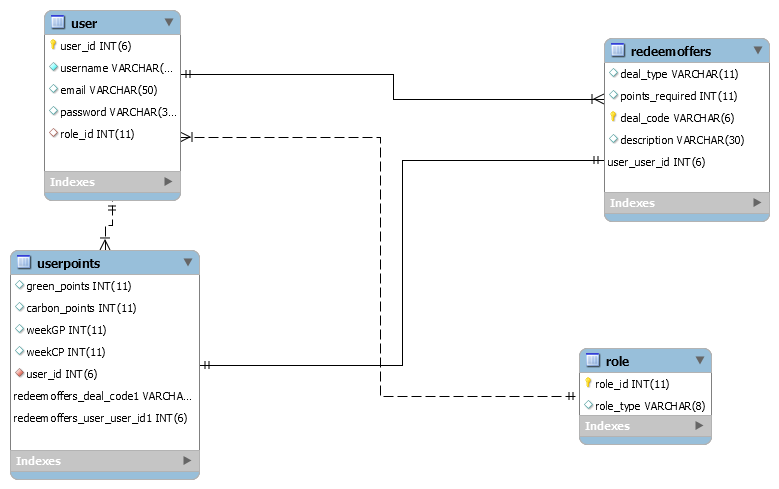 user
user_id INT(6)
username VARCHAR(...
email VARCHAR(50)
password VARCHAR(3...
role_id INT(11)
Indexes
redeemoffers
deal_type VARCHAR(11)
points_required INT(11)
deal_code VARCHAR(6)
description VARCHAR(30)
user_user_id INT(6)
Indexes
userpoints
green_points INT(11)
carbon_points INT(11)
weekGP INT(11)
weekCP INT(11)
user_id INT(6)
redeemoffers_deal_code1 VARCHA...
redeemoffers_user_user_id1 INT(6)
Indexes
role
role_id INT(11)
role_type VARCHAR(8)
Indexes